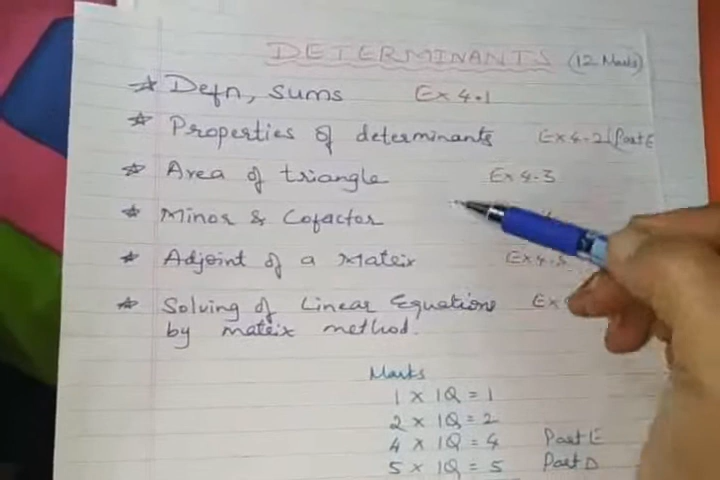 DETERMINANTS (12 Marks)
Defn, sums Ex 4.1
Properties of determinants Ex 4.2 (Part E
Area of triangle Ex 4.3
Minor & Cofactor
Adjoint of a Matrix Ex 4.5
Solving of Linear Equations Ex
by matrix method.
Marks
1 x 1Q = 1
2 x 1Q = 2
4 x 1Q = 4 Part E
5 x 1Q = 5 Part D